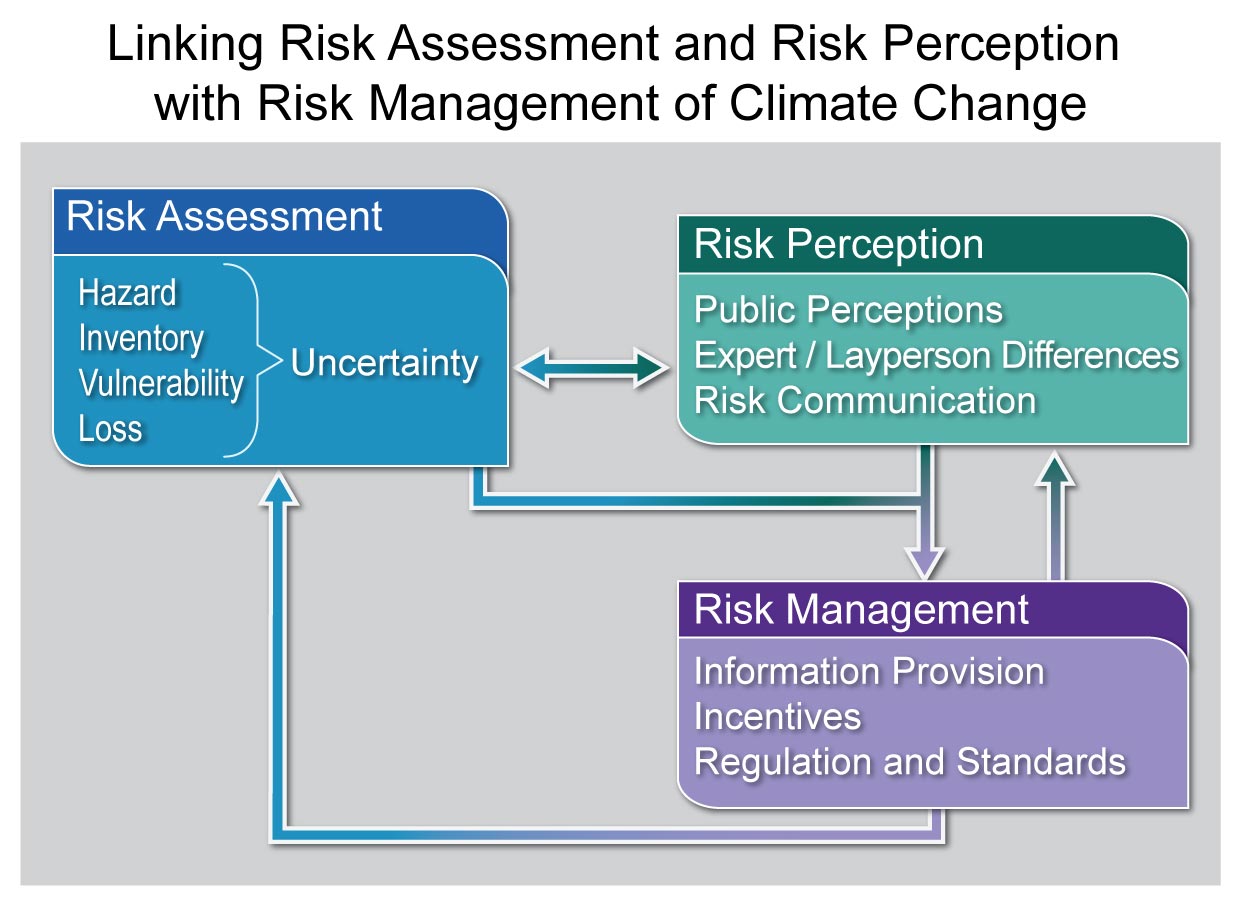 Linking Risk Assessment and Risk Perception
with Risk Management of Climate Change
Risk Assessment
Hazard
Inventory
Vulnerability
Loss
Uncertainty
Risk Perception
Public Perceptions
Expert / Layperson Differences
Risk Communication
Risk Management
Information Provision
Incentives
Regulation and Standards